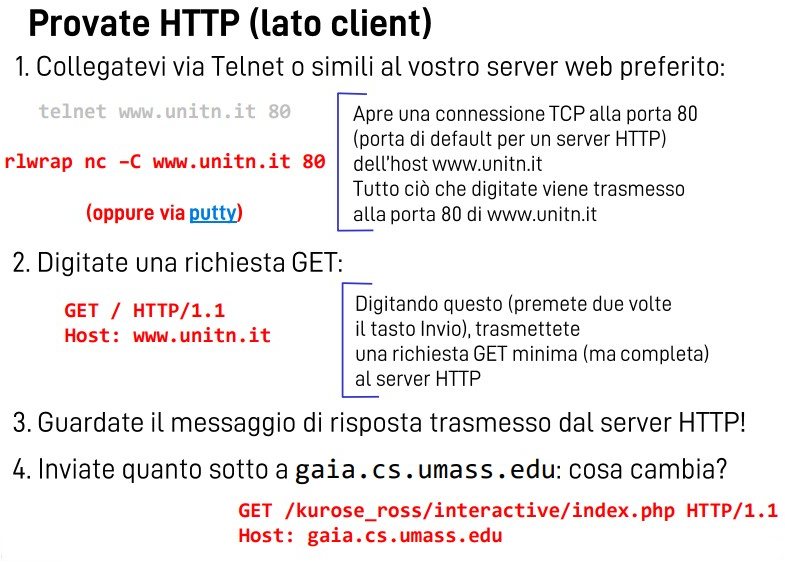 Provate HTTP (lato client)
1. Collegatevi via Telnet o simili al vostro server web preferito:
telnet www.unitn.it 80
rlwrap nc –C www.unitn.it 80
(oppure via putty)
Apre una connessione TCP alla porta 80
(porta di default per un server HTTP)
dell'host www.unitn.it
Tutto ciò che digitate viene trasmesso
alla porta 80 di www.unitn.it
2. Digitate una richiesta GET:
GET / HTTP/1.1
Host: www.unitn.it
Digitando questo (premete due volte
il tasto Invio), trasmettete
una richiesta GET minima (ma completa)
al server HTTP
3. Guardate il messaggio di risposta trasmesso dal server HTTP!
4. Inviate quanto sotto a gaia.cs.umass.edu: cosa cambia?
GET /kurose_ross/interactive/index.php HTTP/1.1
Host: gaia.cs.umass.edu